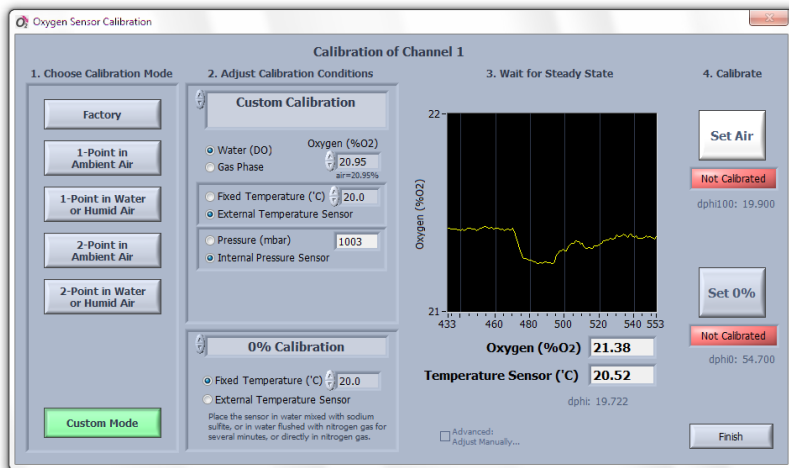 Oxygen Sensor Calibration
Calibration of Channel 1
1. Choose Calibration Mode
Factory
1-Point in
Ambient Air
1-Point in Water
or Humid Air
2-Point in
Ambient Air
2-Point in Water
or Humid Air
Custom Mode
2. Adjust Calibration Conditions
Custom Calibration
Water (DO)
Gas Phase
Oxygen (%O2)
20.95
air=20.95%
Fixed Temperature (°C) 20.0
External Temperature Sensor
Pressure (mbar) 1003
Internal Pressure Sensor
0% Calibration
Fixed Temperature (°C) 20.0
External Temperature Sensor
Place the sensor in water mixed with sodium
sulfite, or in water flushed with nitrogen gas for
several minutes, or directly in nitrogen gas.
3. Wait for Steady State
Oxygen (%O2)
22
21
433 460 480 500 520 540 553
Oxygen (%O2) 21.38
Temperature Sensor (°C) 20.52
dphi: 19.722
Advanced:
Adjust Manually...
4. Calibrate
Set Air
Not Calibrated
dphi100: 19.900
Set 0%
Not Calibrated
dphi0: 54.700
Finish